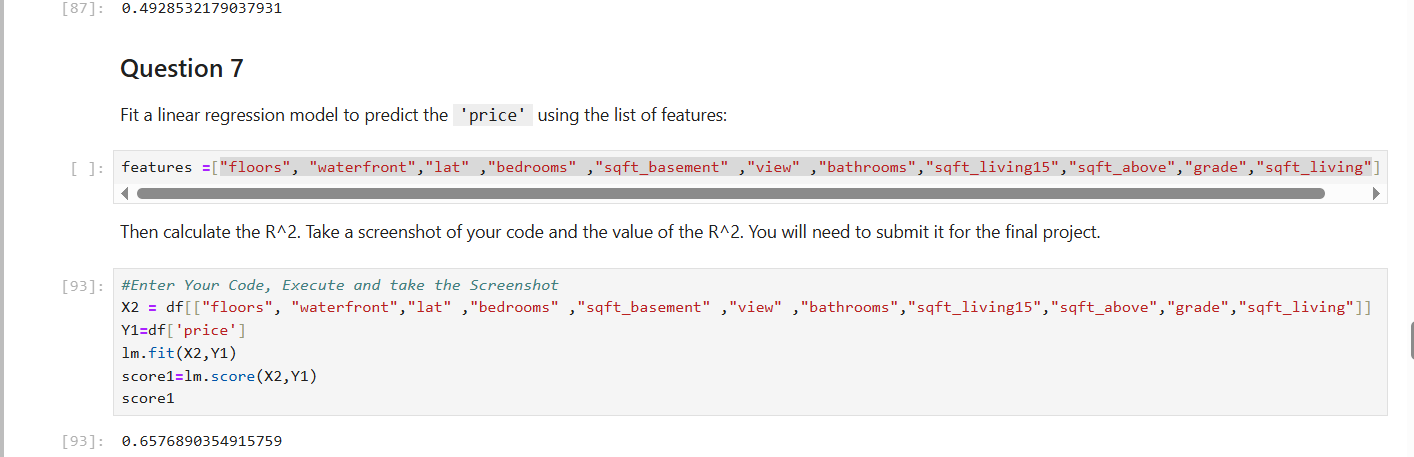 [87]: 0.4928532179037931
Question 7
Fit a linear regression model to predict the 'price' using the list of features:
[ ]: features =["floors", "waterfront","lat" ,"bedrooms" ,"sqft_basement" ,"view" ,"bathrooms","sqft_living15","sqft_above","grade","sqft_living"]
Then calculate the R^2. Take a screenshot of your code and the value of the R^2. You will need to submit it for the final project.
[93]: #Enter Your Code, Execute and take the Screenshot
X2 = df[["floors", "waterfront","lat" ,"bedrooms" ,"sqft_basement" ,"view" ,"bathrooms","sqft_living15","sqft_above","grade","sqft_living"]]
Y1=df['price']
lm.fit(X2,Y1)
score1=lm.score(X2,Y1)
score1
[93]: 0.6576890354915759